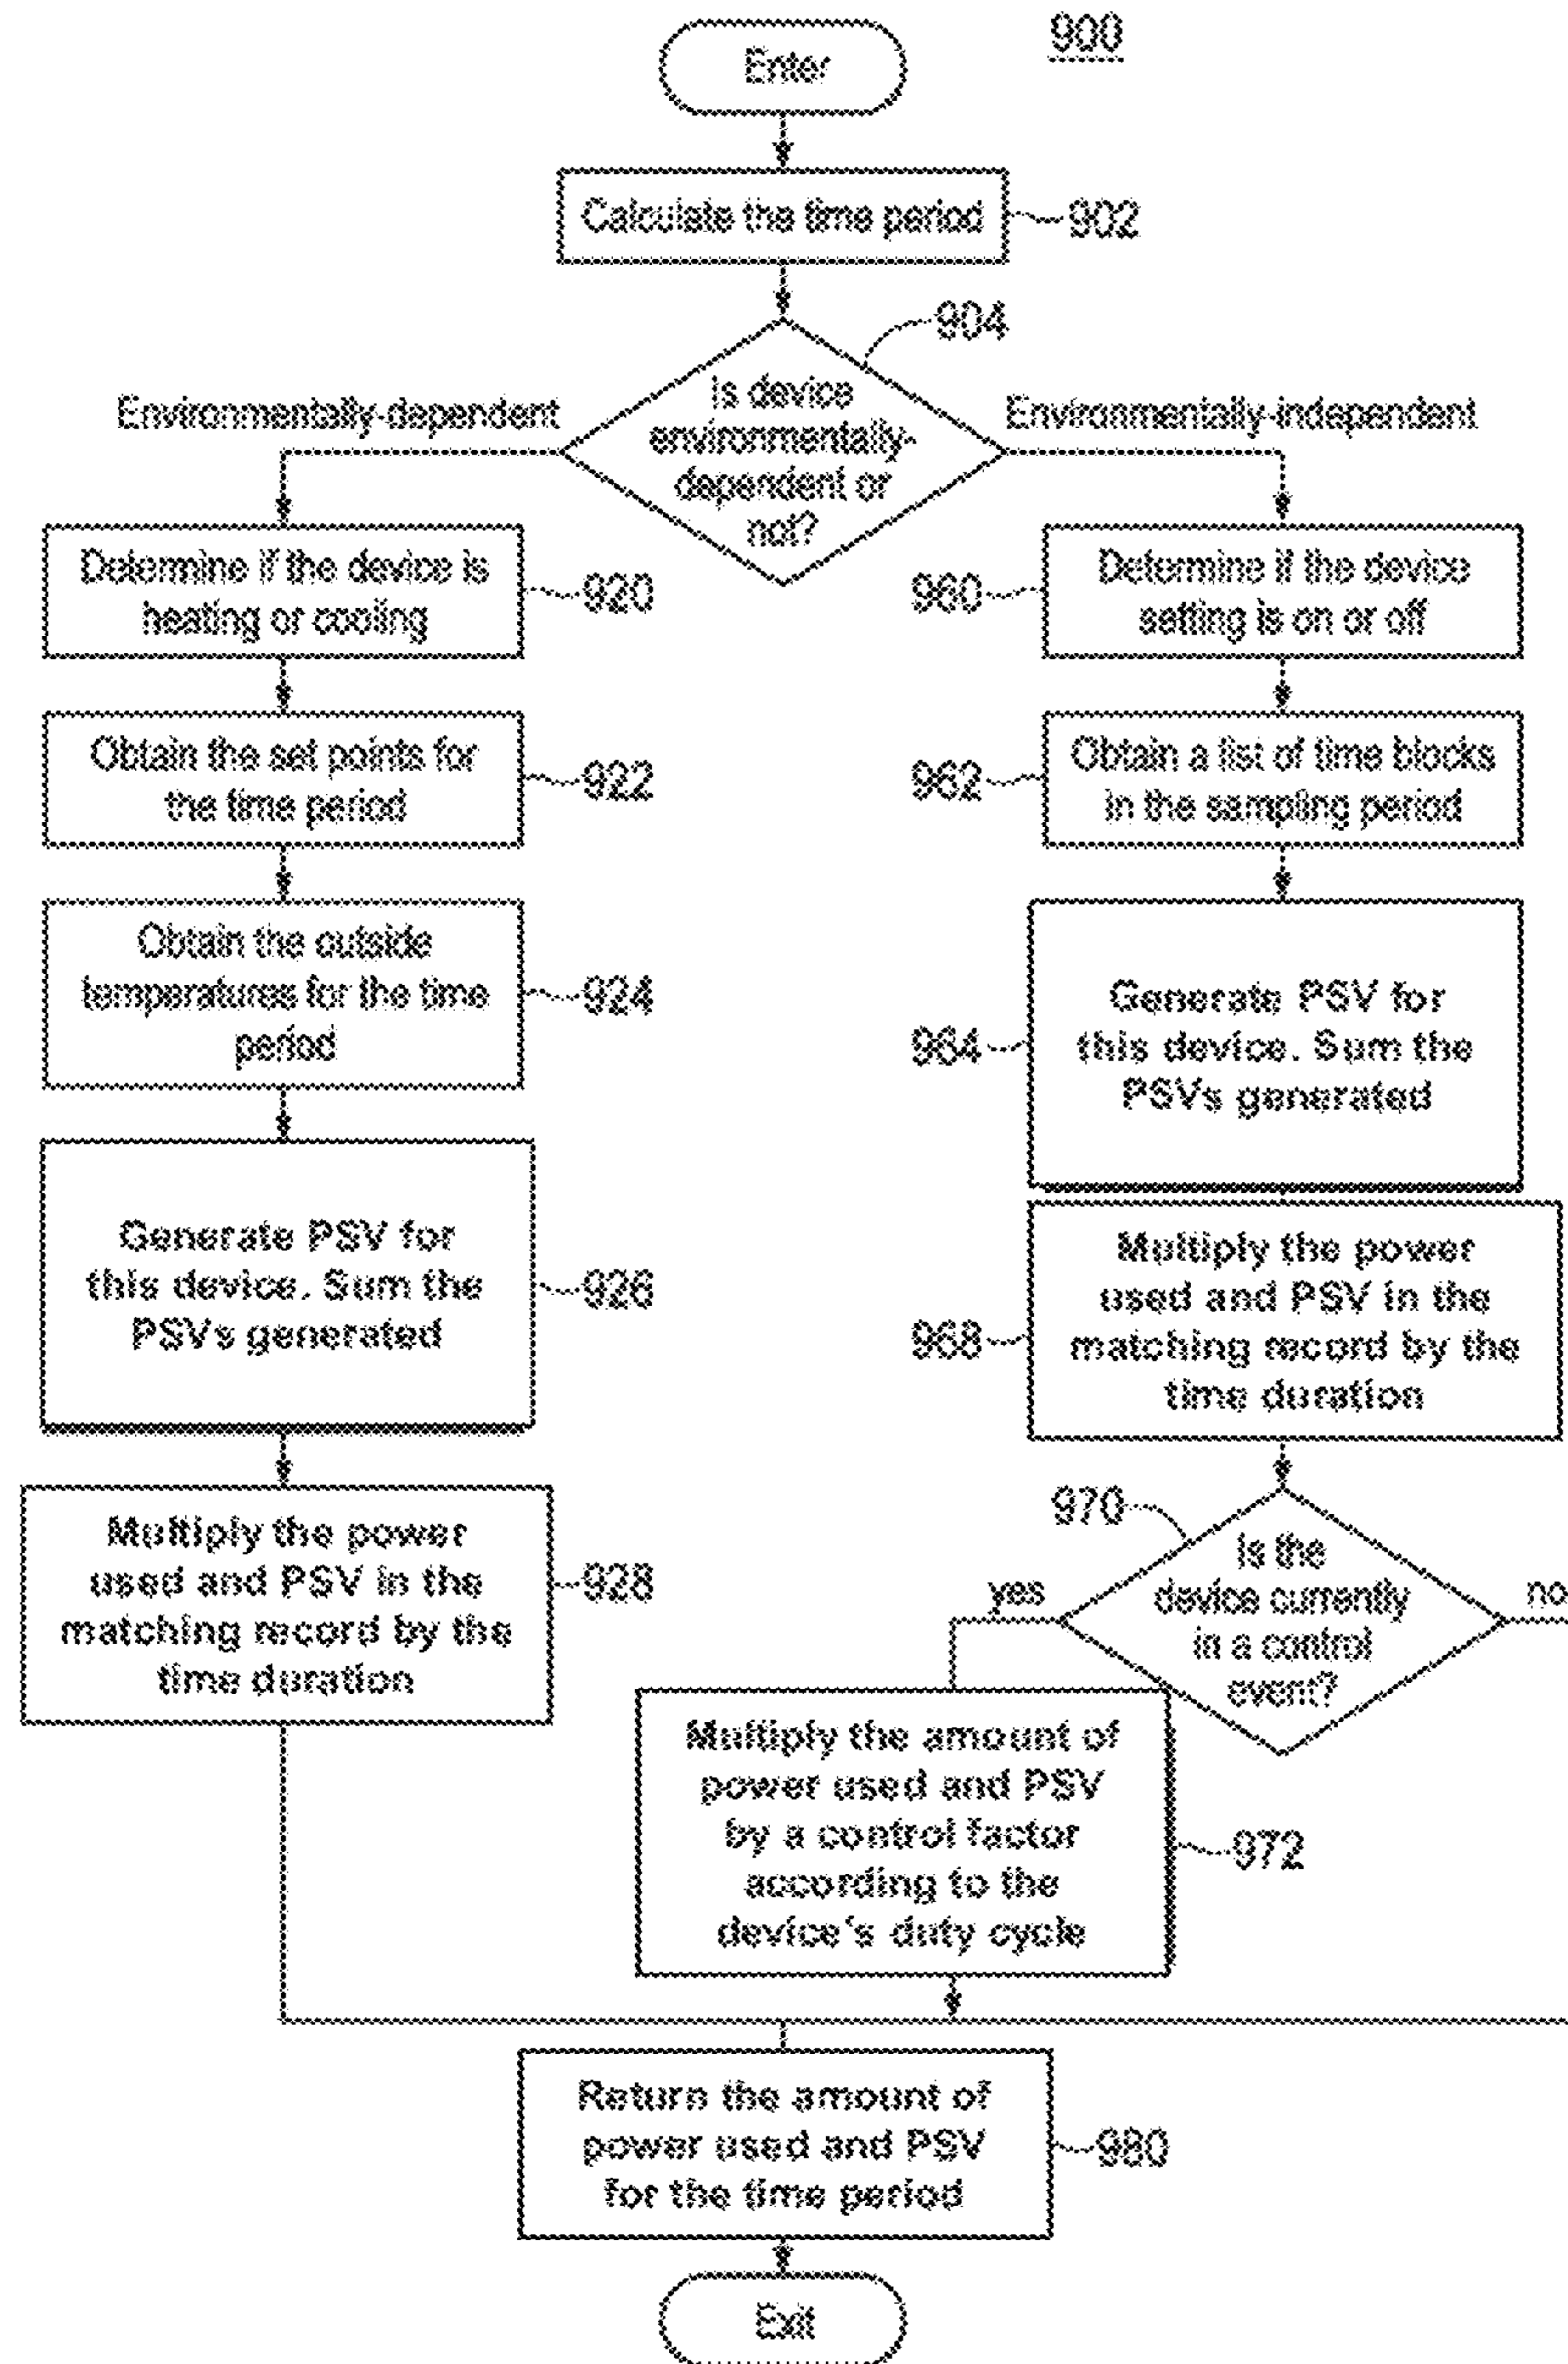 900
Enter
Calculate the time period
902
904
Is device
environmentally-
dependent or
not?
Environmentally-dependent
Environmentally-independent
Determine if the device is
heating or cooling
920
Obtain the set points for
the time period
922
Obtain the outside
temperatures for the time
period
924
Generate PSV for
this device. Sum the
PSVs generated
926
Multiply the power
used and PSV in the
matching record by the
time duration
928
960
Determine if the device
setting is on or off
962
Obtain a list of time blocks
in the sampling period
964
Generate PSV for
this device. Sum the
PSVs generated
968
Multiply the power
used and PSV in the
matching record by the
time duration
970
Is the
device currently
in a control
event?
yes
no
Multiply the amount of
power used and PSV
by a control factor
according to the
device's duty cycle
972
Return the amount of
power used and PSV
for the time period
980
Exit